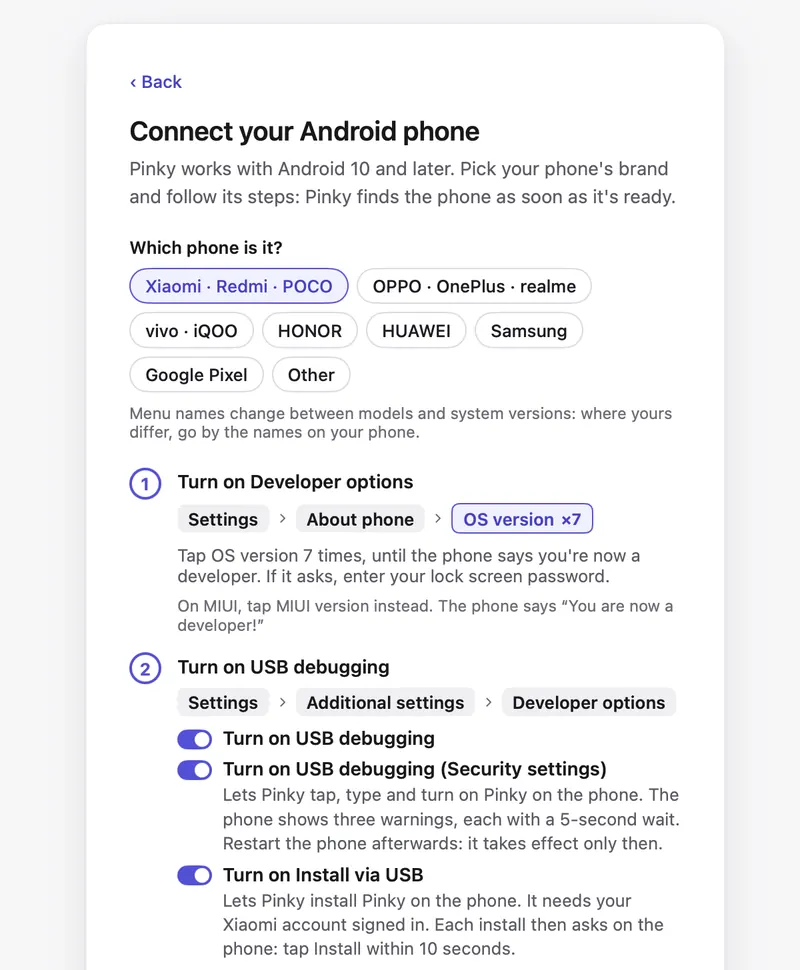 ‹ Back
Connect your Android phone
Pinky works with Android 10 and later. Pick your phone's brand
and follow its steps: Pinky finds the phone as soon as it's ready.
Which phone is it?
Xiaomi · Redmi · POCO
OPPO · OnePlus · realme
vivo · iQOO
HONOR
HUAWEI
Samsung
Google Pixel
Other
Menu names change between models and system versions: where yours
differ, go by the names on your phone.
1
Turn on Developer options
Settings › About phone › OS version ×7
Tap OS version 7 times, until the phone says you're now a
developer. If it asks, enter your lock screen password.
On MIUI, tap MIUI version instead. The phone says “You are now a
developer!”
2
Turn on USB debugging
Settings › Additional settings › Developer options
Turn on USB debugging
Turn on USB debugging (Security settings)
Lets Pinky tap, type and turn on Pinky on the phone. The
phone shows three warnings, each with a 5-second wait.
Restart the phone afterwards: it takes effect only then.
Turn on Install via USB
Lets Pinky install Pinky on the phone. It needs your
Xiaomi account signed in. Each install then asks on the
phone: tap Install within 10 seconds.